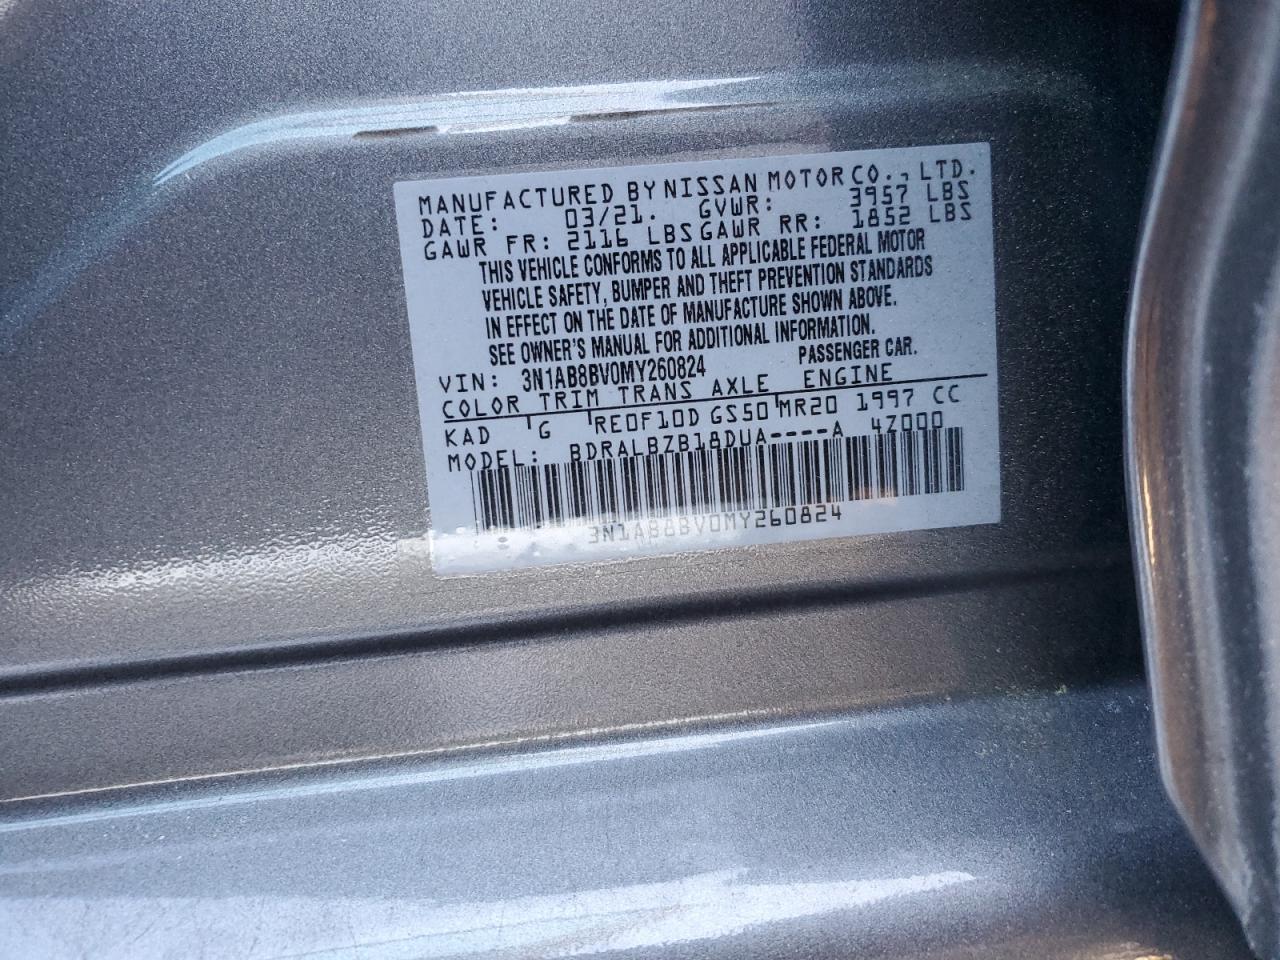 MANUFACTURED BY NISSAN MOTOR CO., LTD.
DATE: 03/21. GVWR: 3957 LBS
GAWR FR: 2116 LBS GAWR RR: 1852 LBS
THIS VEHICLE CONFORMS TO ALL APPLICABLE FEDERAL MOTOR
VEHICLE SAFETY, BUMPER AND THEFT PREVENTION STANDARDS
IN EFFECT ON THE DATE OF MANUFACTURE SHOWN ABOVE.
SEE OWNER'S MANUAL FOR ADDITIONAL INFORMATION.
VIN: 3N1AB8BV0MY260824 PASSENGER CAR.
COLOR TRIM TRANS AXLE ENGINE
KAD G RE0F10D GS50 MR20 1997 CC
MODEL: BDRALBZB18DUA----A 4Z000
3N1AB8BV0MY260824